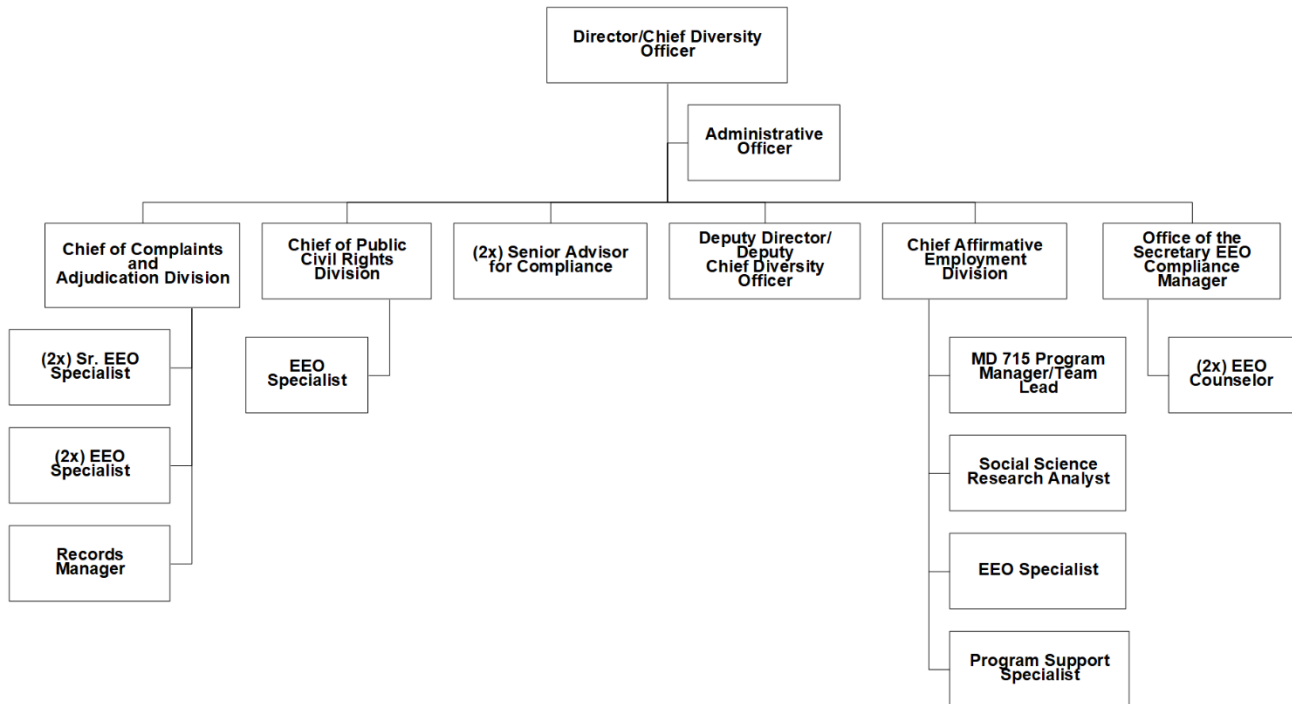 Director/Chief Diversity
Officer
Administrative
Officer
Chief of Complaints
and
Adjudication Division
Chief of Public
Civil Rights
Division
(2x) Senior Advisor
for Compliance
Deputy Director/
Deputy
Chief Diversity
Officer
Chief Affirmative
Employment
Division
Office of the
Secretary EEO
Compliance
Manager
(2x) Sr. EEO
Specialist
(2x) EEO
Specialist
Records
Manager
EEO
Specialist
MD 715 Program
Manager/Team
Lead
Social Science
Research Analyst
EEO Specialist
Program Support
Specialist
(2x) EEO
Counselor